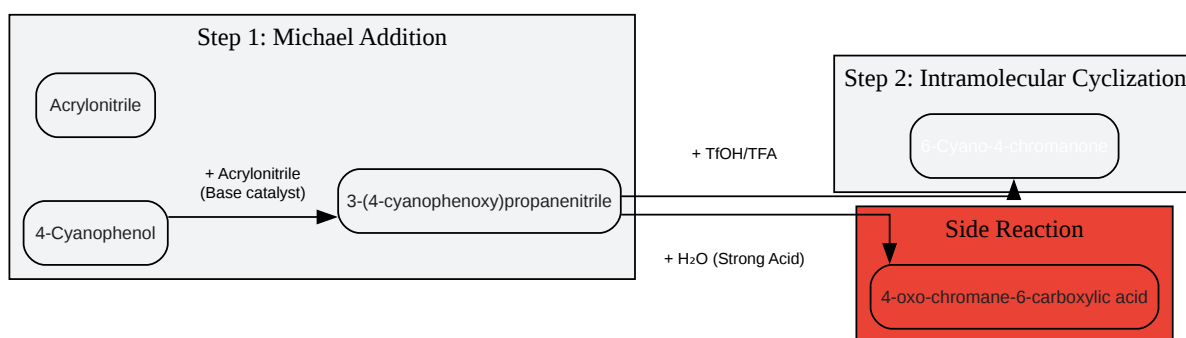 Step 1: Michael Addition
Acrylonitrile
4-Cyanophenol
+ Acrylonitrile
(Base catalyst)
3-(4-cyanophenoxy)propanenitrile
+ TfOH/TFA
+ H₂O (Strong Acid)
Step 2: Intramolecular Cyclization
6-Cyano-4-chromanone
Side Reaction
4-oxo-chromane-6-carboxylic acid